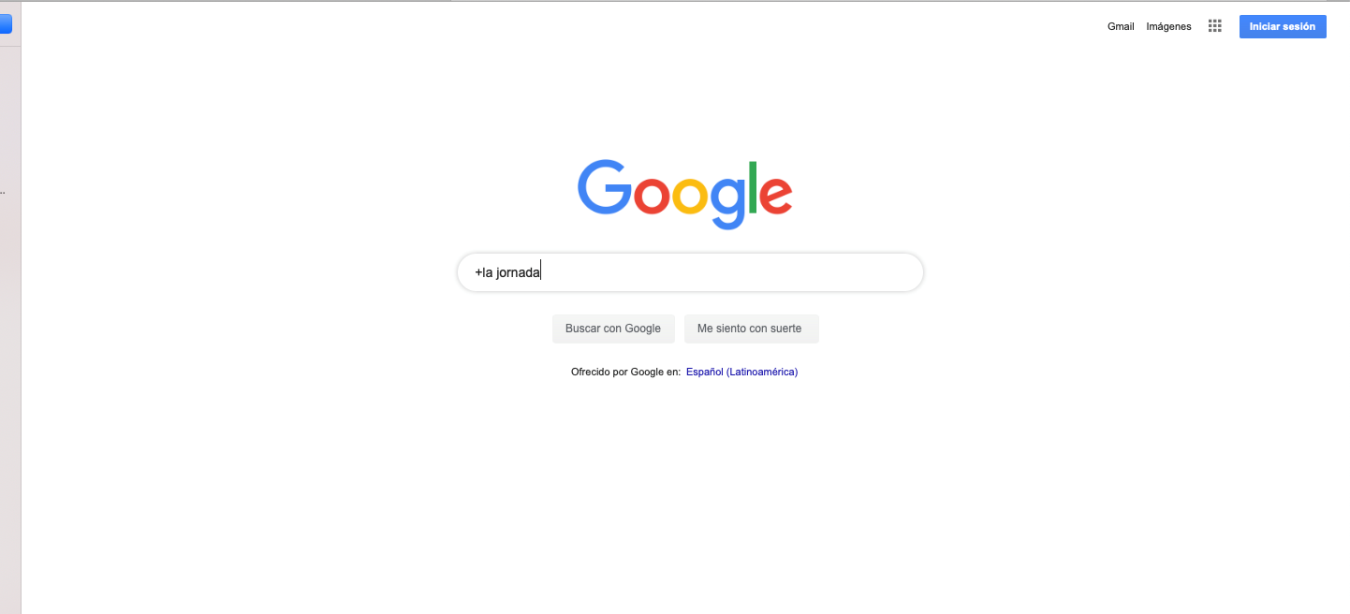 Gmail Imágenes Iniciar sesión
Google
+la jornada
Buscar con Google Me siento con suerte
Ofrecido por Google en: Español (Latinoamérica)